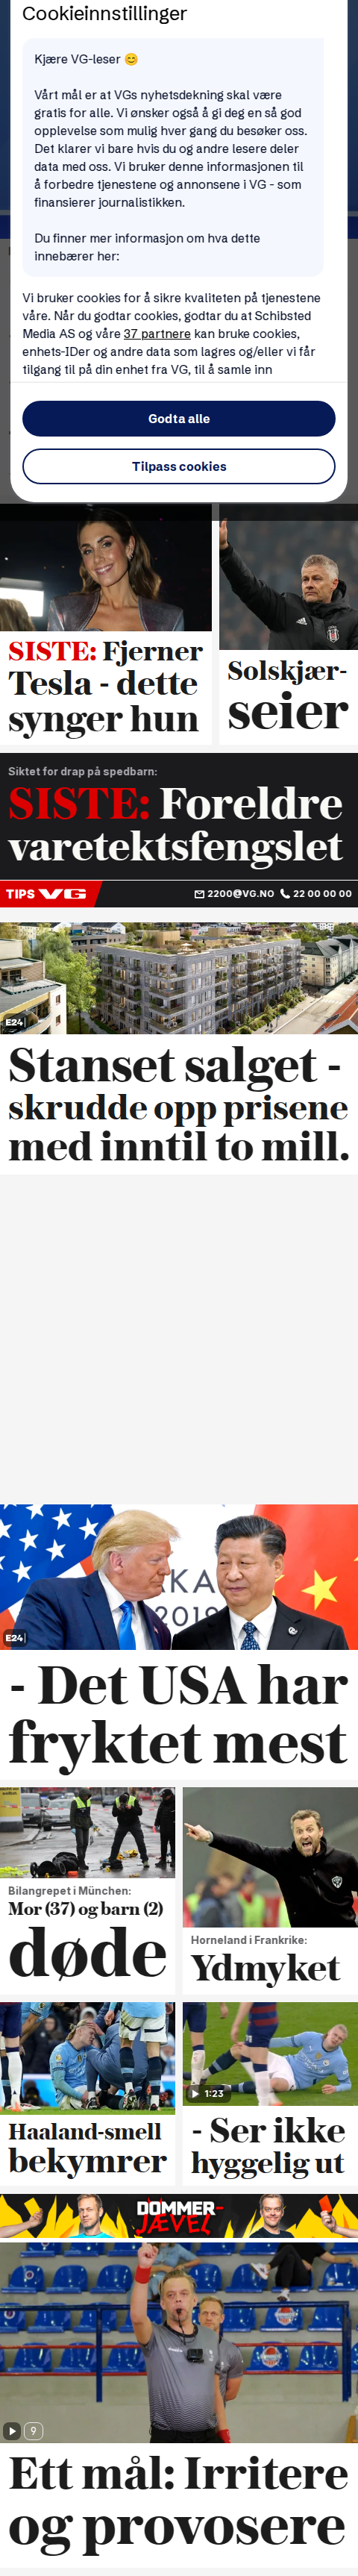 Cookieinnstillinger
Kjære VG-leser 😊
Vårt mål er at VGs nyhetsdekning skal være
gratis for alle. Vi ønsker også å gi deg en så god
opplevelse som mulig hver gang du besøker oss.
Det klarer vi bare hvis du og andre lesere deler
data med oss. Vi bruker denne informasjonen til
å forbedre tjenestene og annonsene i VG - som
finansierer journalistikken.
Du finner mer informasjon om hva dette
innebærer her:
Vi bruker cookies for å sikre kvaliteten på tjenestene
våre. Når du godtar cookies, godtar du at Schibsted
Media AS og våre 37 partnere kan bruke cookies,
enhets-IDer og andre data som lagres og/eller vi får
tilgang til på din enhet fra VG, til å samle inn
Godta alle
Tilpass cookies
SISTE: Fjerner
Tesla - dette
synger hun
Solskjær-
seier
Siktet for drap på spedbarn:
SISTE: Foreldre
varetektsfengslet
TIPS VG 2200@VG.NO 22 00 00 00
E24
Stanset salget -
skrudde opp prisene
med inntil to mill.
AKA
2019
E24
- Det USA har
fryktet mest
Bilangrepet i München:
Mor (37) og barn (2)
døde
Horneland i Frankrike:
Ydmyket
Haaland-smell
bekymrer
1:23
- Ser ikke
hyggelig ut
DOMMER-
JÆVEL
9
Ett mål: Irritere
og provosere